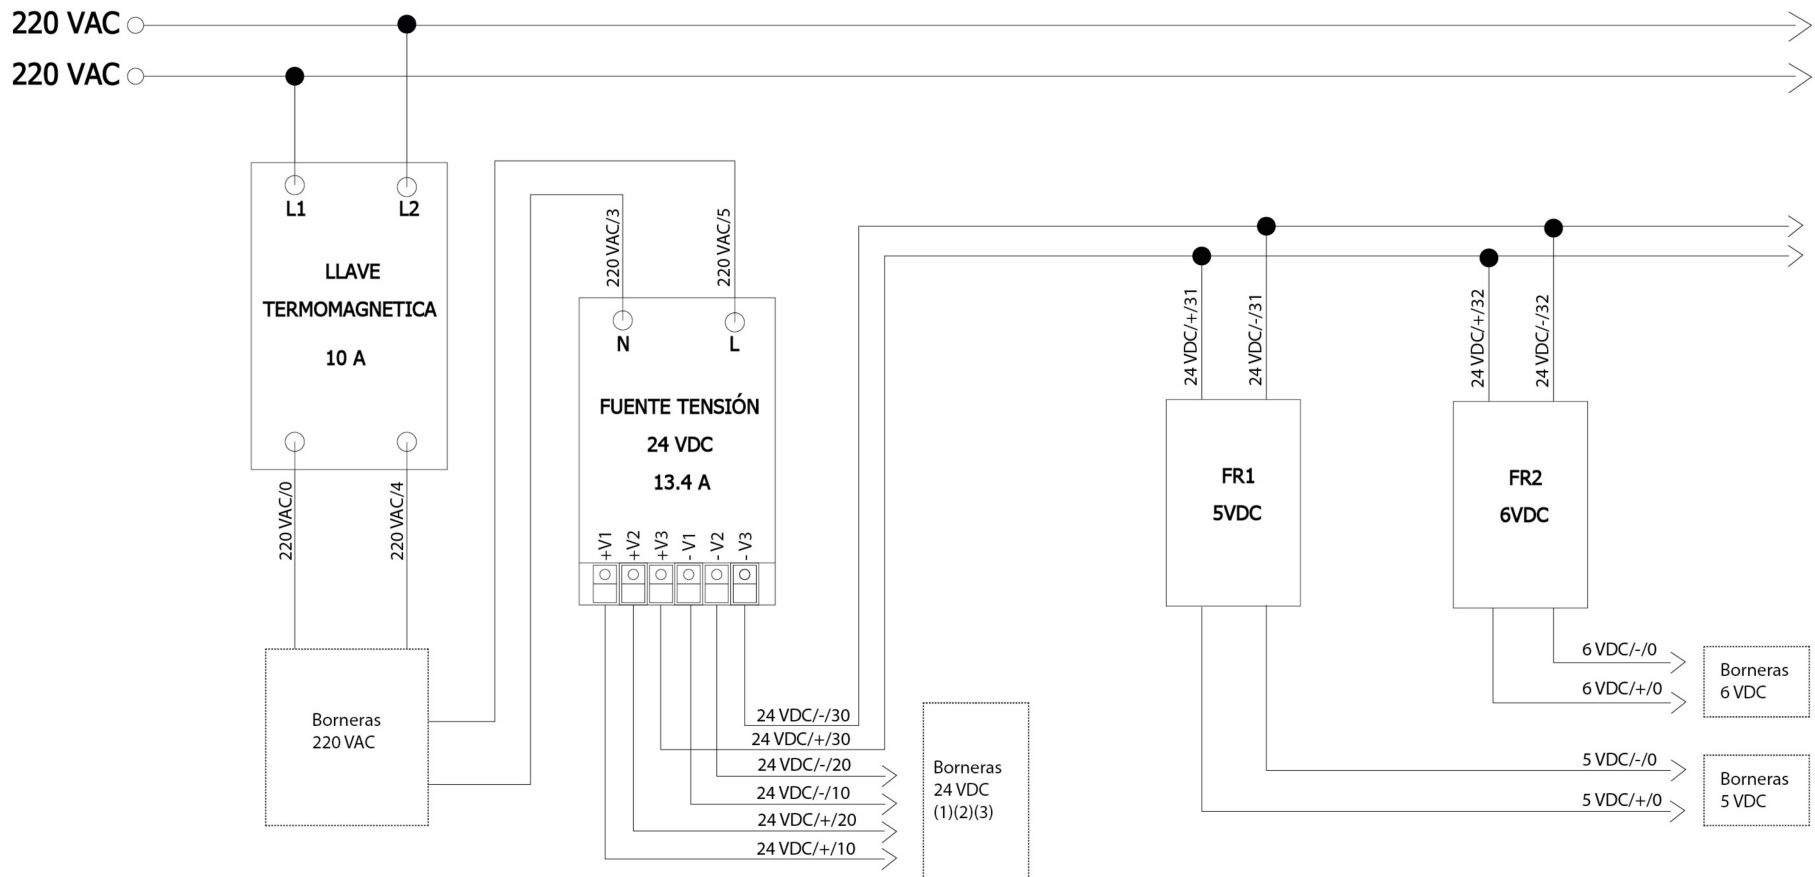 220 VAC
220 VAC
L1
L2
LLAVE
TERMOMAGNETICA
10 A
220 VAC/0
220 VAC/4
Borneras
220 VAC
220 VAC/3
220 VAC/5
N
L
FUENTE TENSIÓN
24 VDC
13.4 A
+V1
+V2
+V3
- V1
- V2
- V3
24 VDC/-/30
24 VDC/+/30
24 VDC/-/20
24 VDC/-/10
24 VDC/+/20
24 VDC/+/10
Borneras
24 VDC
(1)(2)(3)
24 VDC/+/31
24 VDC/-/31
FR1
5VDC
24 VDC/+/32
24 VDC/-/32
FR2
6VDC
6 VDC/-/0
6 VDC/+/0
Borneras
6 VDC
5 VDC/-/0
5 VDC/+/0
Borneras
5 VDC